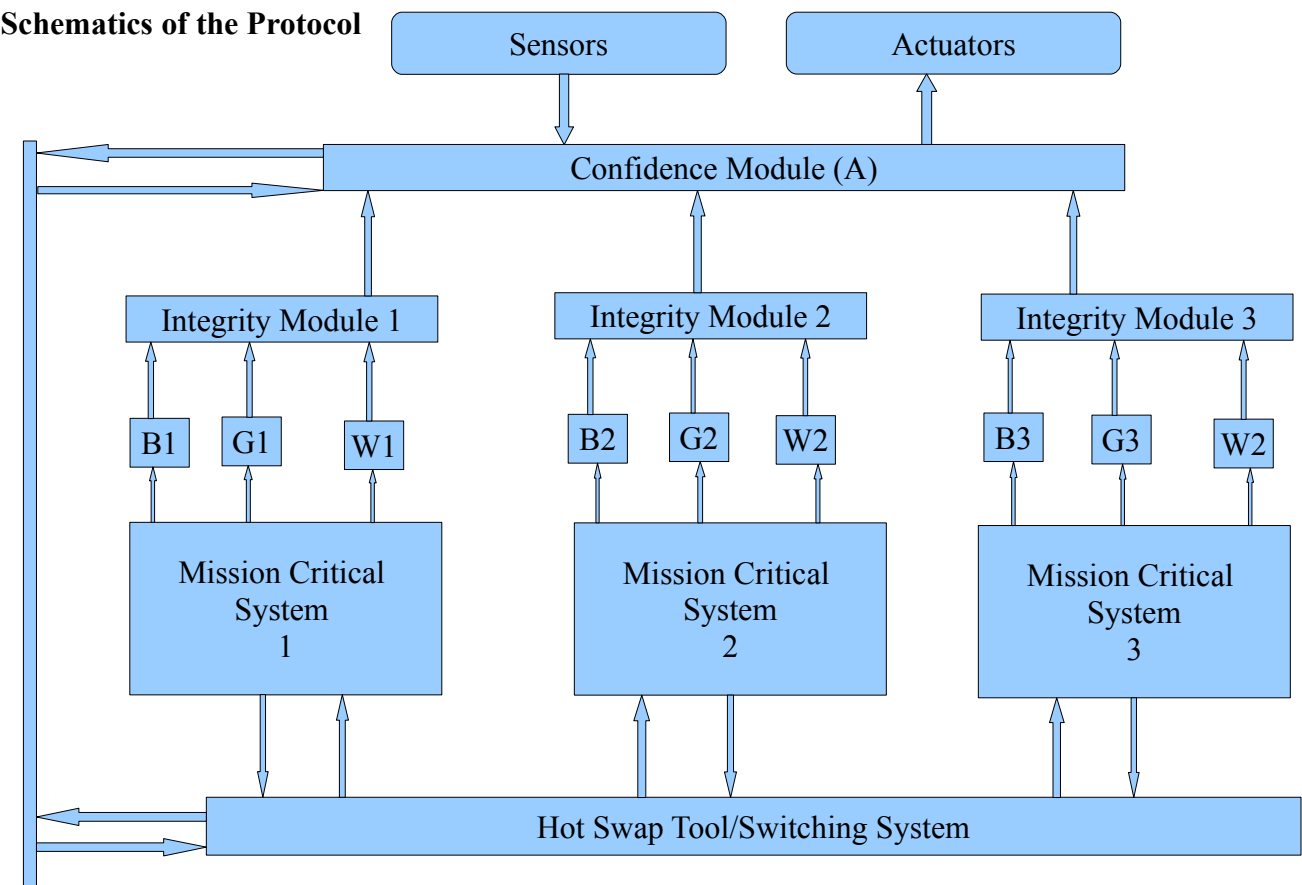 Schematics of the Protocol
Sensors
Actuators
Confidence Module (A)
Integrity Module 1
Integrity Module 2
Integrity Module 3
B1
G1
W1
B2
G2
W2
B3
G3
W2
Mission Critical
System
1
Mission Critical
System
2
Mission Critical
System
3
Hot Swap Tool/Switching System